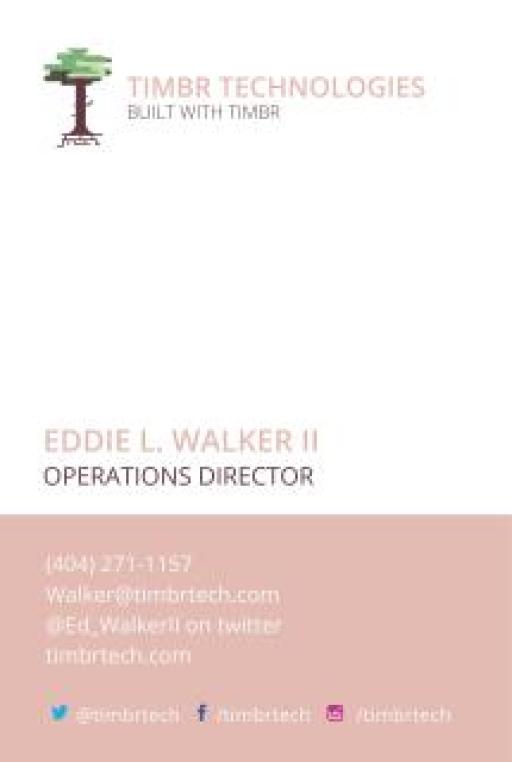 TIMBR TECHNOLOGIES
BUILT WITH TIMBR
EDDIE L. WALKER II
OPERATIONS DIRECTOR
(404) 271-1157
Walker@timbrtech.com
@Ed_WalkerII on twitter
timbrtech.com
@timbrtech /timbrtech /timbrtech